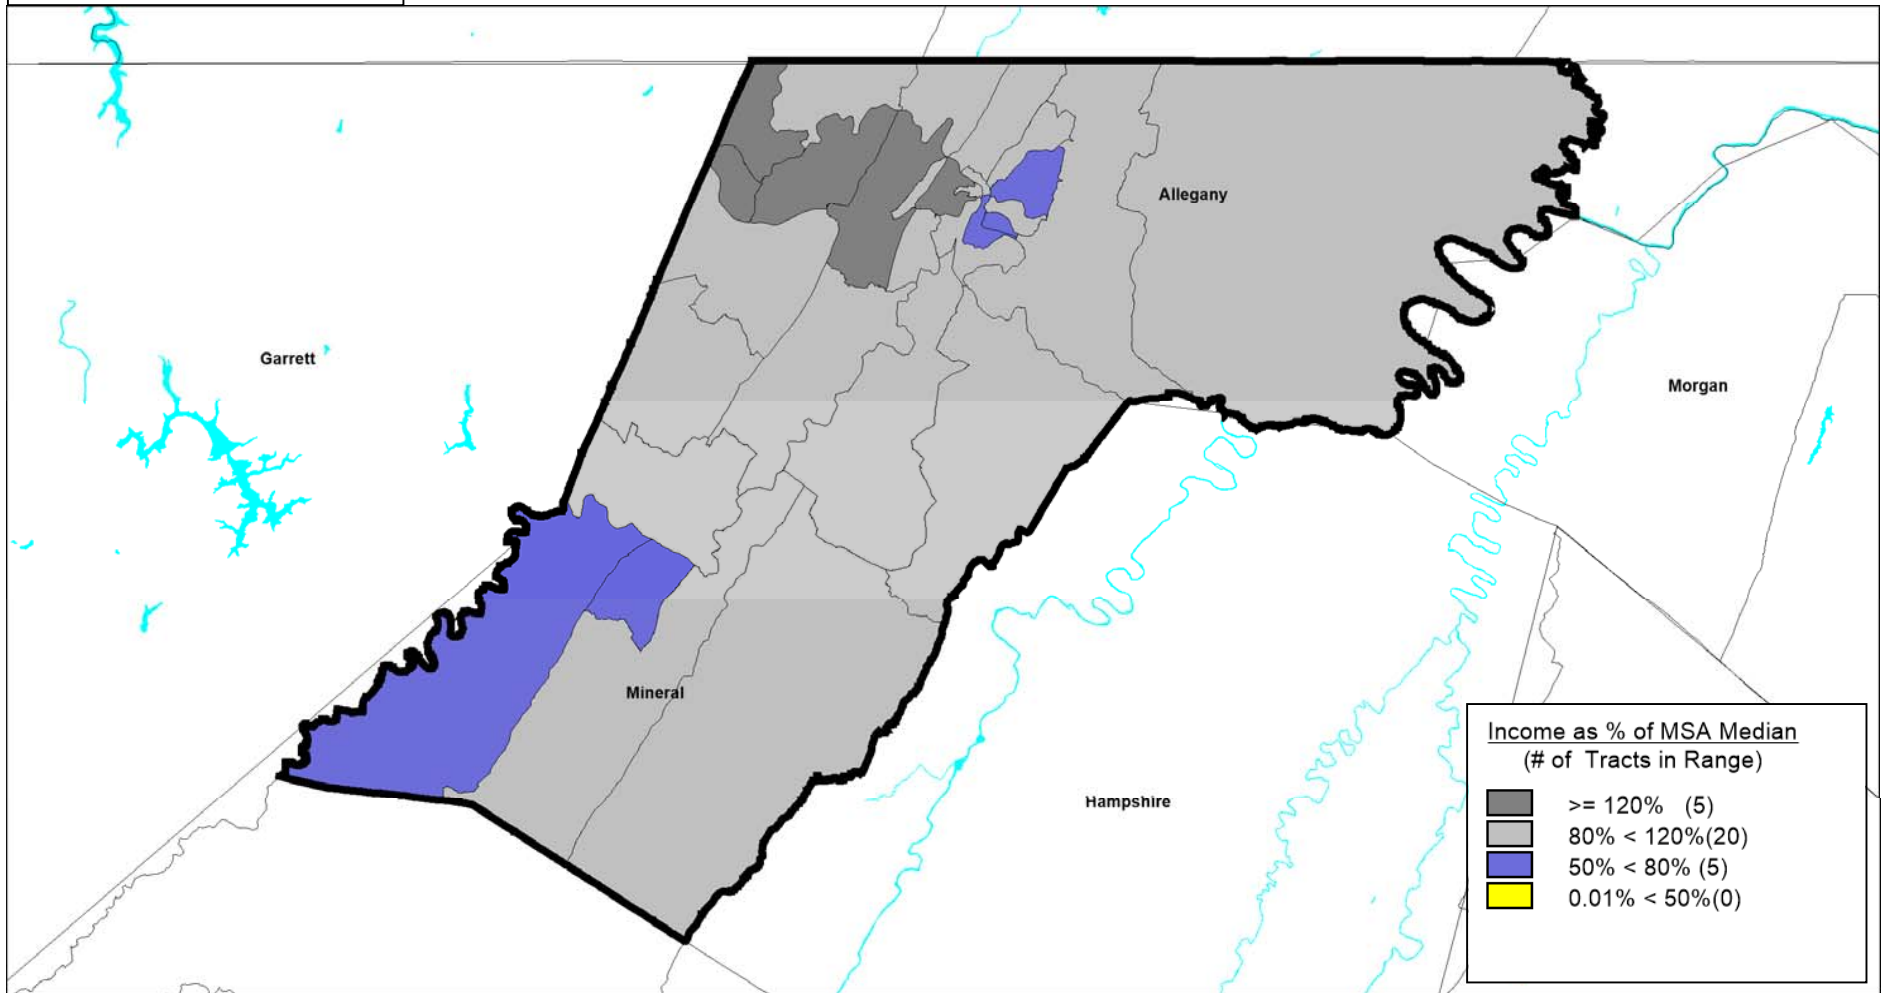 Allegany
Garrett
Morgan
Mineral
Hampshire
Income as % of MSA Median
(# of Tracts in Range)
>= 120% (5)
80% < 120%(20)
50% < 80% (5)
0.01% < 50%(0)